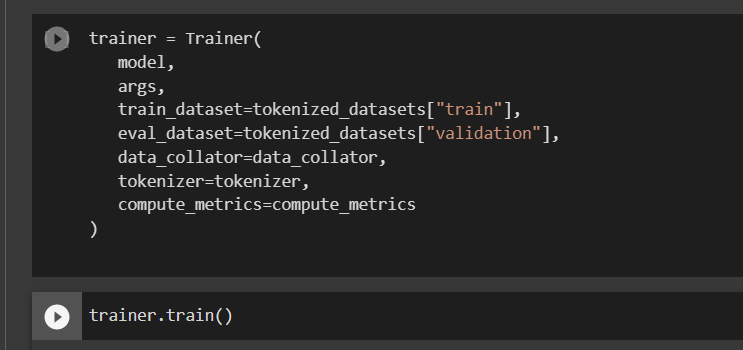 trainer = Trainer(
model,
args,
train_dataset=tokenized_datasets["train"],
eval_dataset=tokenized_datasets["validation"],
data_collator=data_collator,
tokenizer=tokenizer,
compute_metrics=compute_metrics
)
trainer.train()